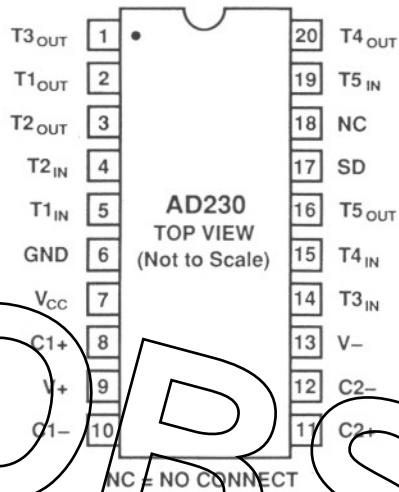 T3OUT 1 20 T4OUT
T1OUT 2 19 T5IN
T2OUT 3 18 NC
T2IN 4 17 SD
T1IN 5 16 T5OUT
AD230
TOP VIEW
(Not to Scale)
GND 6 15 T4IN
VCC 7 14 T3IN
C1+ 8 13 V−
V+ 9 12 C2−
C1− 10 11 C2+
NC = NO CONNECT